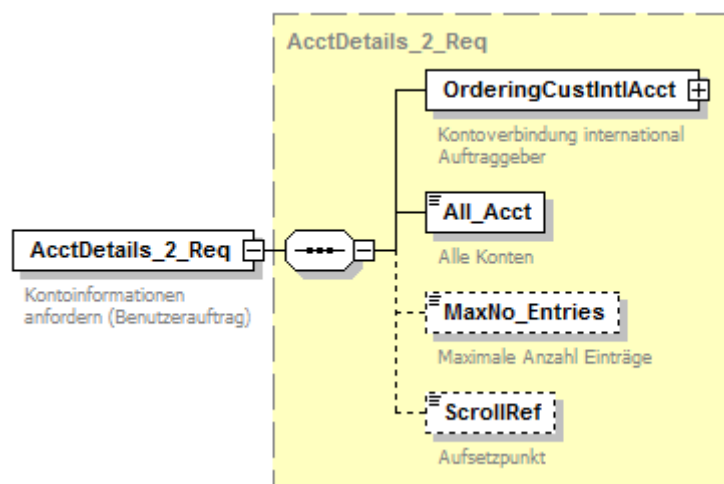 AcctDetails_2_Req
OrderingCustIntlAcct
Kontoverbindung international
Auftraggeber
All_Acct
Alle Konten
AcctDetails_2_Req
Kontoinformationen
anfordern (Benutzerauftrag)
MaxNo_Entries
Maximale Anzahl Einträge
ScrollRef
Aufsetzpunkt